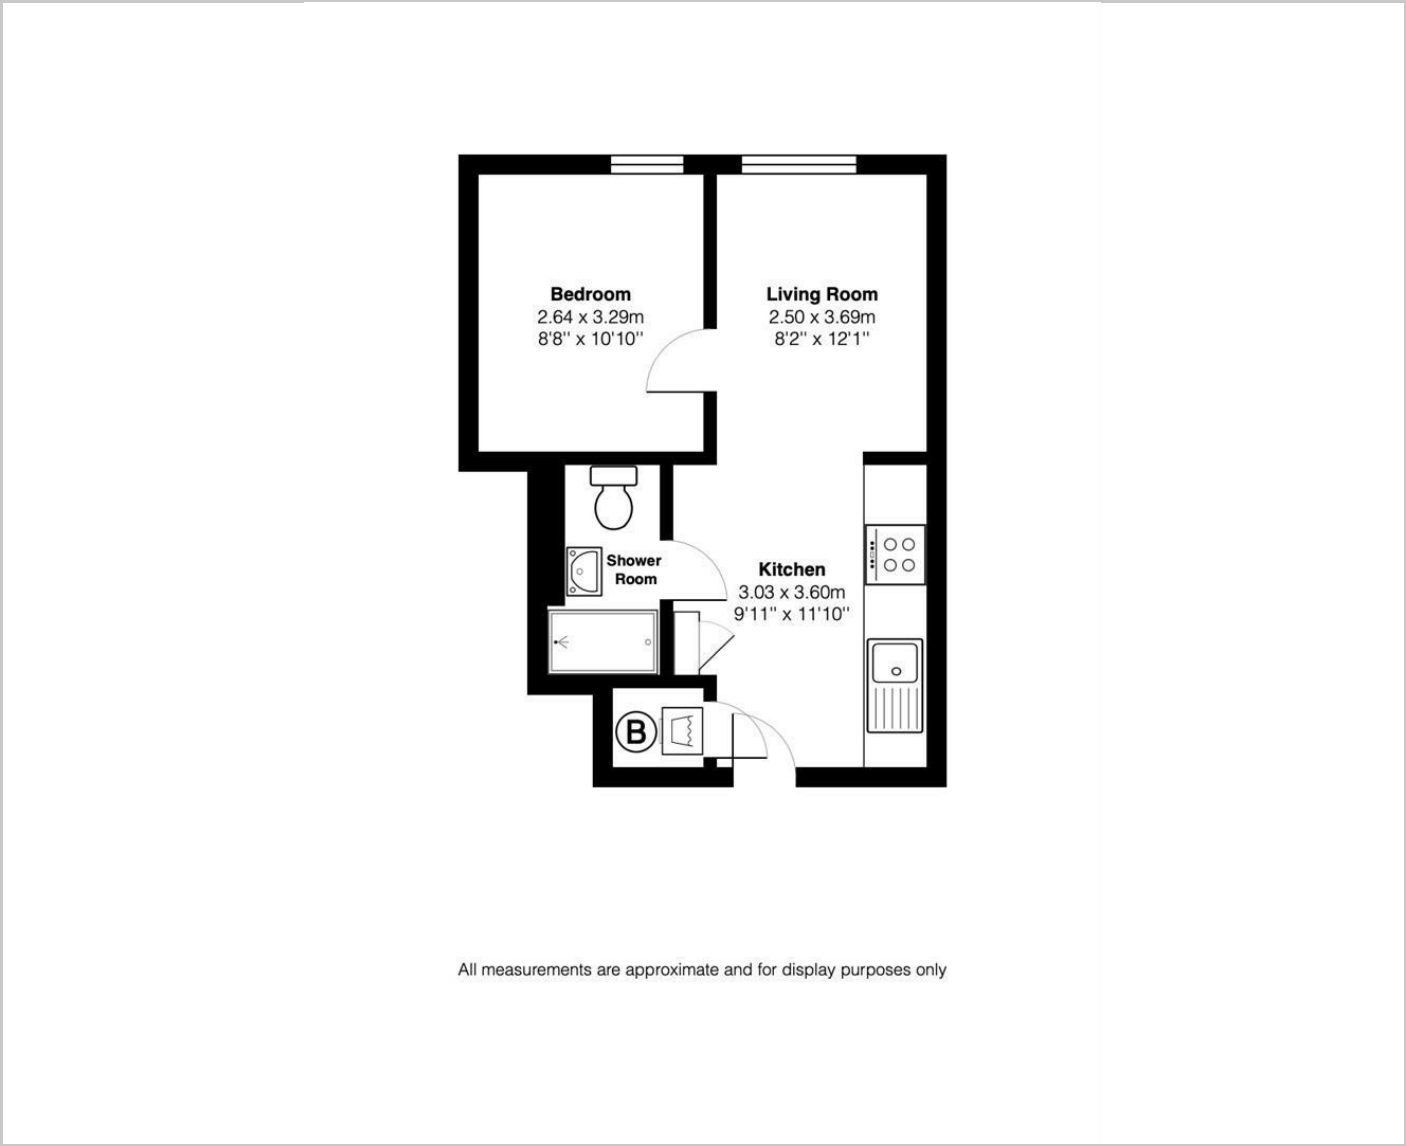 Bedroom
2.64 x 3.29m
8'8'' x 10'10''
Living Room
2.50 x 3.69m
8'2'' x 12'1''
Shower
Room
Kitchen
3.03 x 3.60m
9'11'' x 11'10''
B
All measurements are approximate and for display purposes only